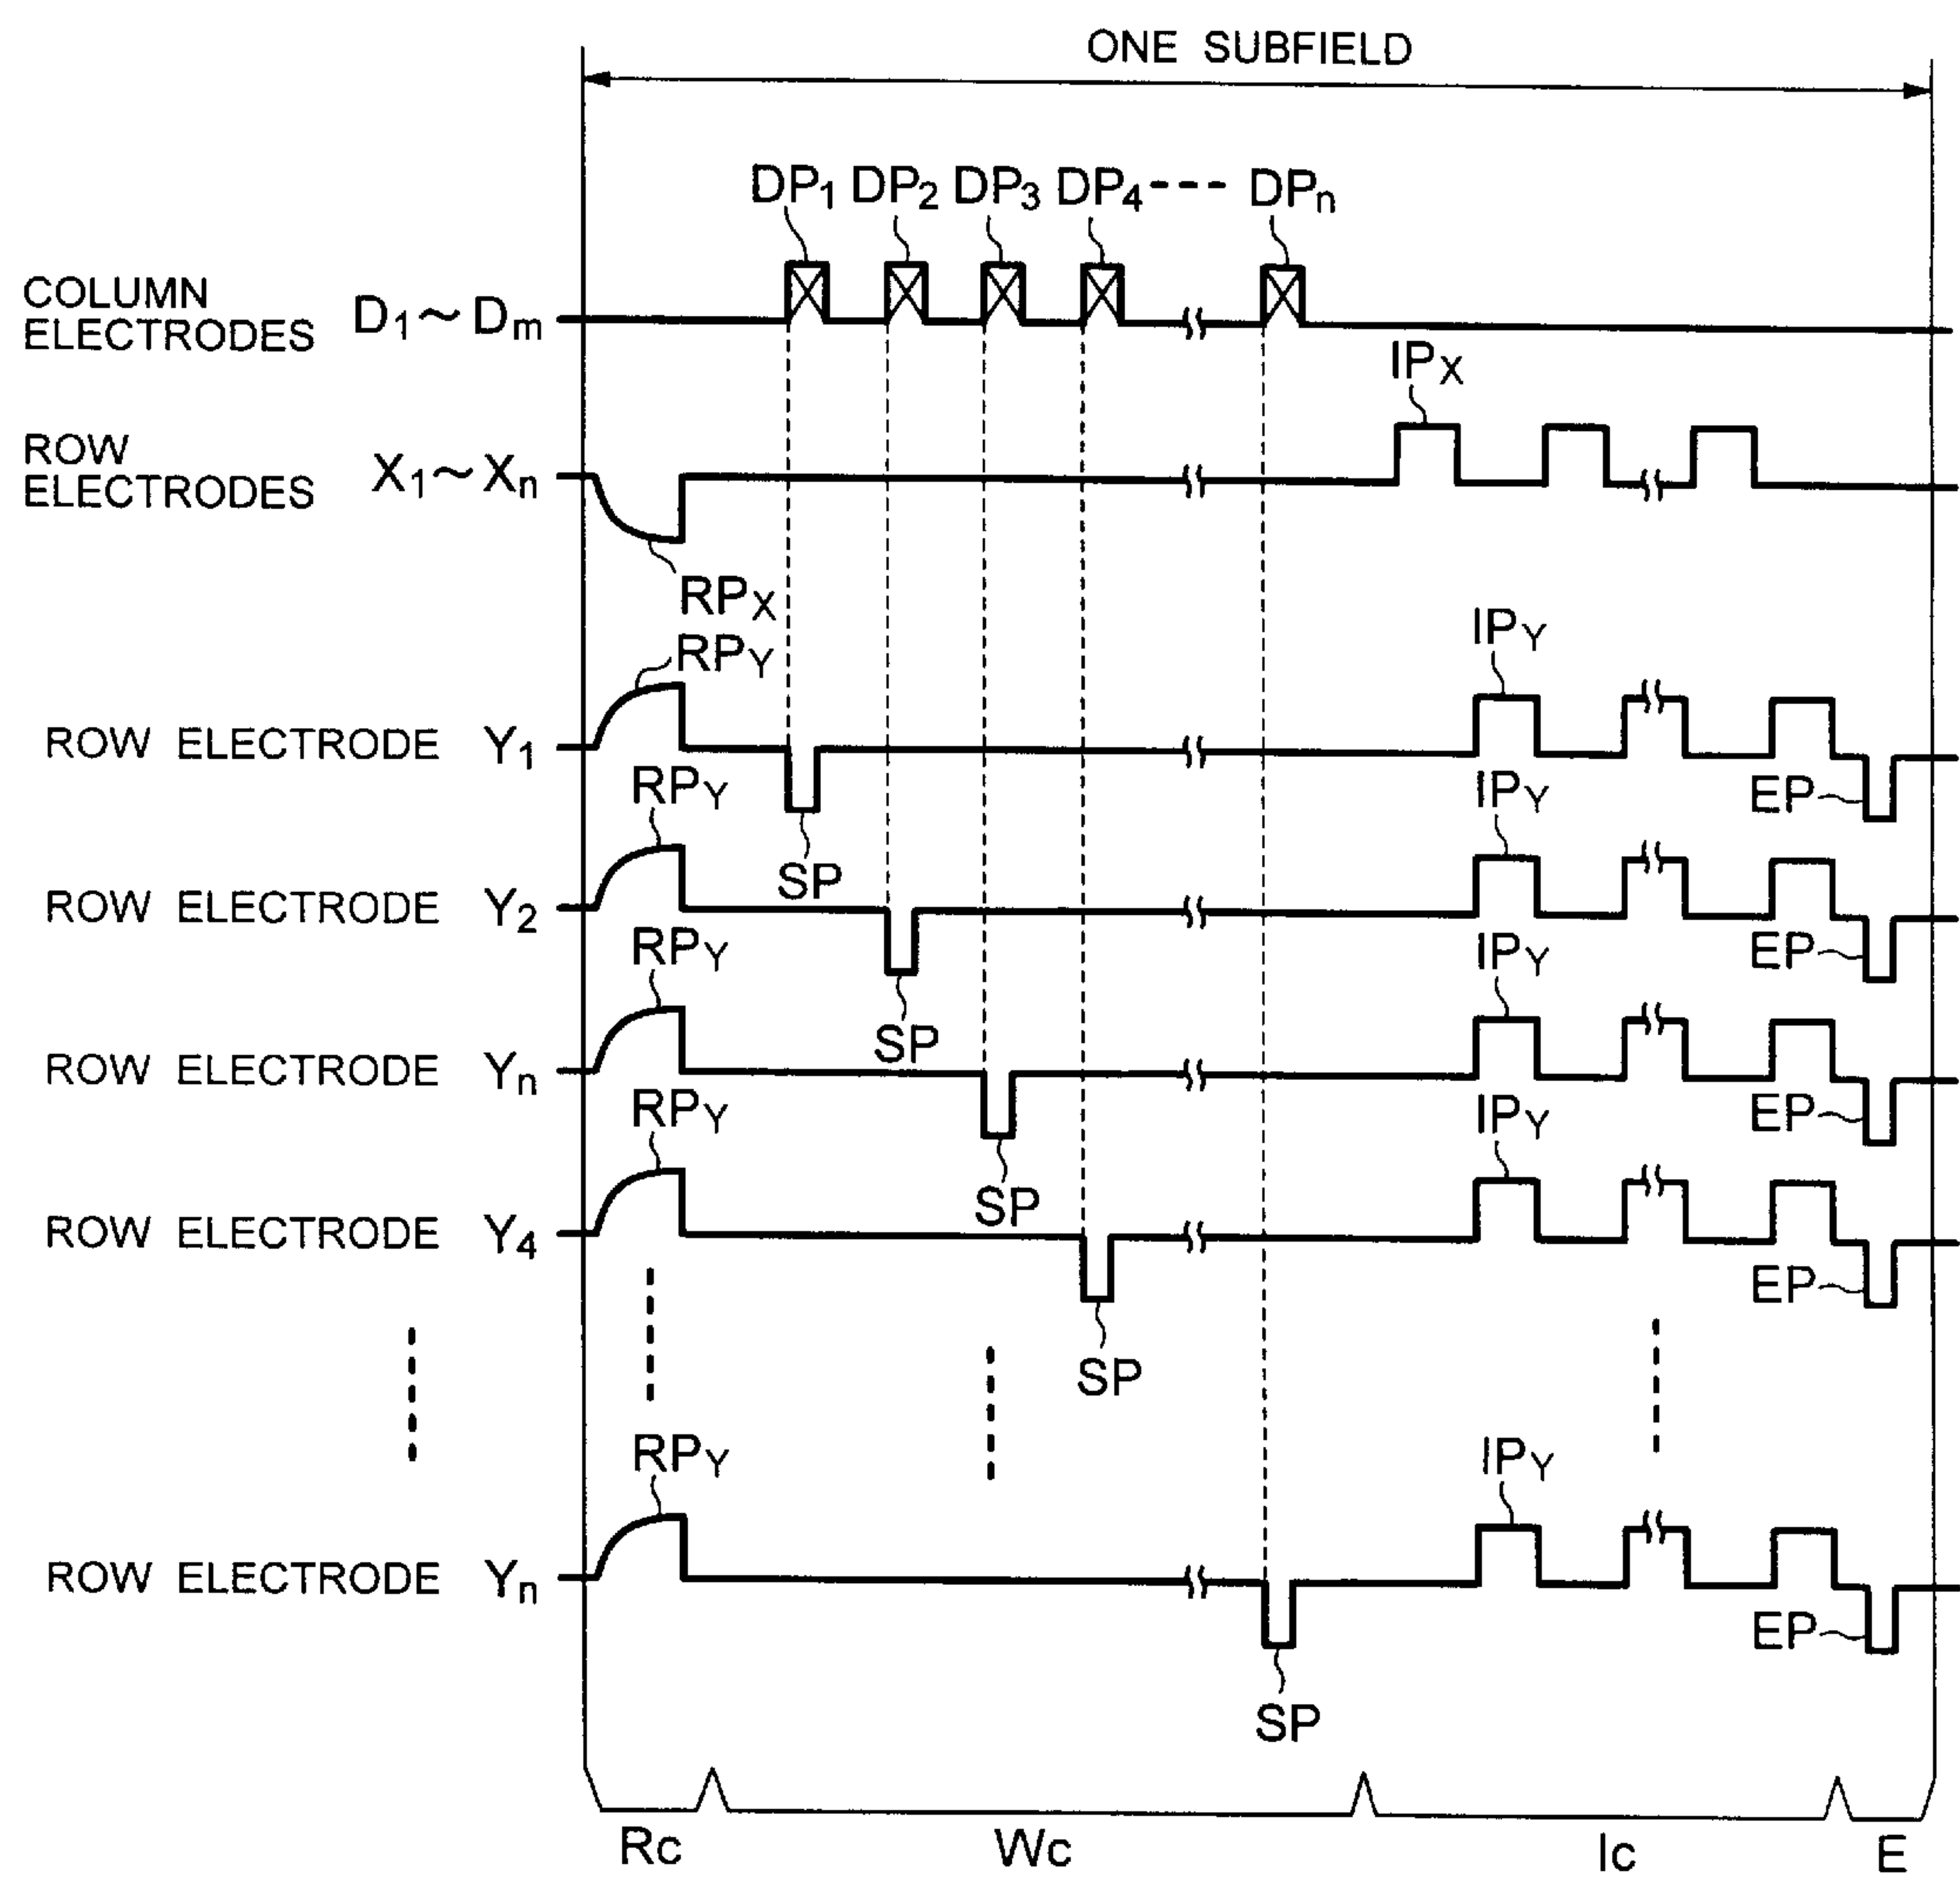 ONE SUBFIELD
DP1 DP2 DP3 DP4 --- DPn
COLUMN
ELECTRODES D1~Dm
IPX
ROW
ELECTRODES X1~Xn
RPX
IPY
RPY
ROW ELECTRODE Y1
RPY
IPY
EP
SP
ROW ELECTRODE Y2
RPY
IPY
EP
SP
ROW ELECTRODE Yn
RPY
IPY
EP
SP
ROW ELECTRODE Y4
EP
SP
RPY
IPY
ROW ELECTRODE Yn
EP
SP
Rc Wc Ic E